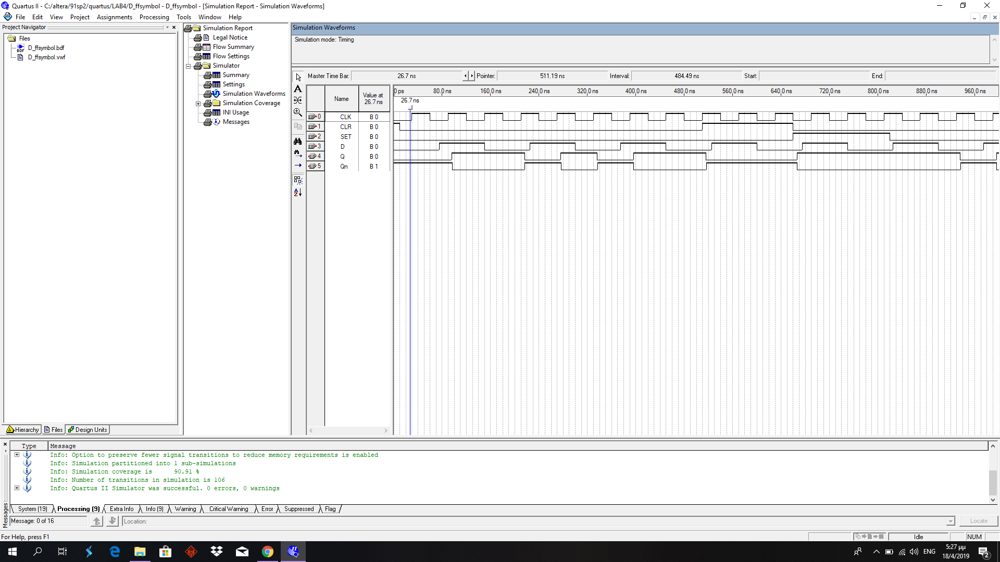 Quartus II - C:/altera/91sp2/quartus/LAB4/D_ffsymbol - D_ffsymbol - [Simulation Report - Simulation Waveforms]
File Edit View Project Assignments Processing Tools Window Help
Project Navigator
Files
D_ffsymbol.bdf
D_ffsymbol.vwf
Hierarchy Files Design Units
Simulation Report
Legal Notice
Flow Summary
Flow Settings
Simulator
Summary
Settings
Simulation Waveforms
Simulation Coverage
INI Usage
Messages
Simulation Waveforms
Simulation mode: Timing
Master Time Bar: 26.7 ns Pointer: 511.19 ns Interval: 484.49 ns Start: End:
Name Value at 26.7 ns
0 ps 80.0 ns 160.0 ns 240.0 ns 320.0 ns 400.0 ns 480.0 ns 560.0 ns 640.0 ns 720.0 ns 800.0 ns 880.0 ns 960.0 ns
26.7 ns
0 CLK B 0
1 CLR B 0
2 SET B 0
3 D B 0
4 Q B 0
5 Qn B 1
Type Message
Info: Option to preserve fewer signal transitions to reduce memory requirements is enabled
Info: Simulation partitioned into 1 sub-simulations
Info: Simulation coverage is 90.91 %
Info: Number of transitions in simulation is 106
Info: Quartus II Simulator was successful. 0 errors, 0 warnings
System (19) Processing (9) Extra Info Info (9) Warning Critical Warning Error Suppressed Flag
Messages
Message: 0 of 16 Location: Locate
For Help, press F1 Idle NUM
ENG 5:27 μμ
18/4/2019 2